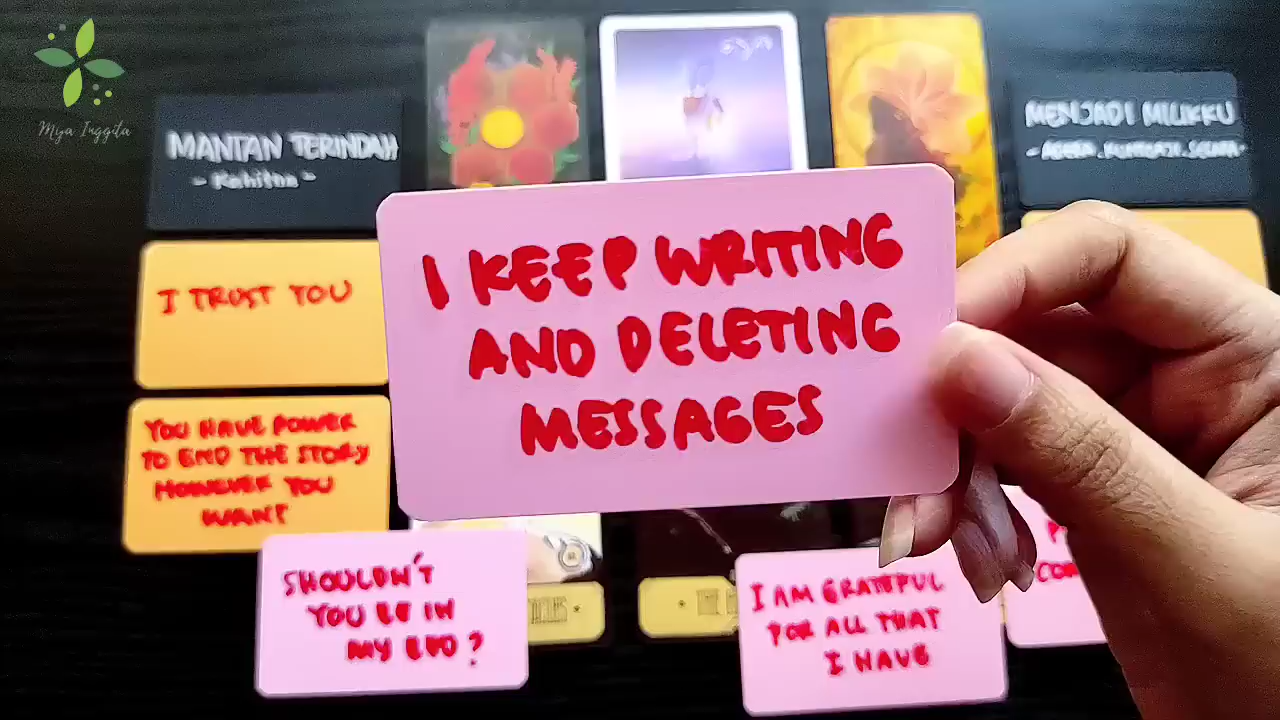 Miya Inggita
MANTAN TERINDAH
- Kahitna -
MENJADI MILIKKU
I TRUST YOU
I KEEP WRITING
AND DELETING
MESSAGES
YOU HAVE POWER
TO END THE STORY
HOWEVER YOU
WANT
SHOULDN'T
YOU BE IN
MY BED?
I AM GRATEFUL
FOR ALL THAT
I HAVE